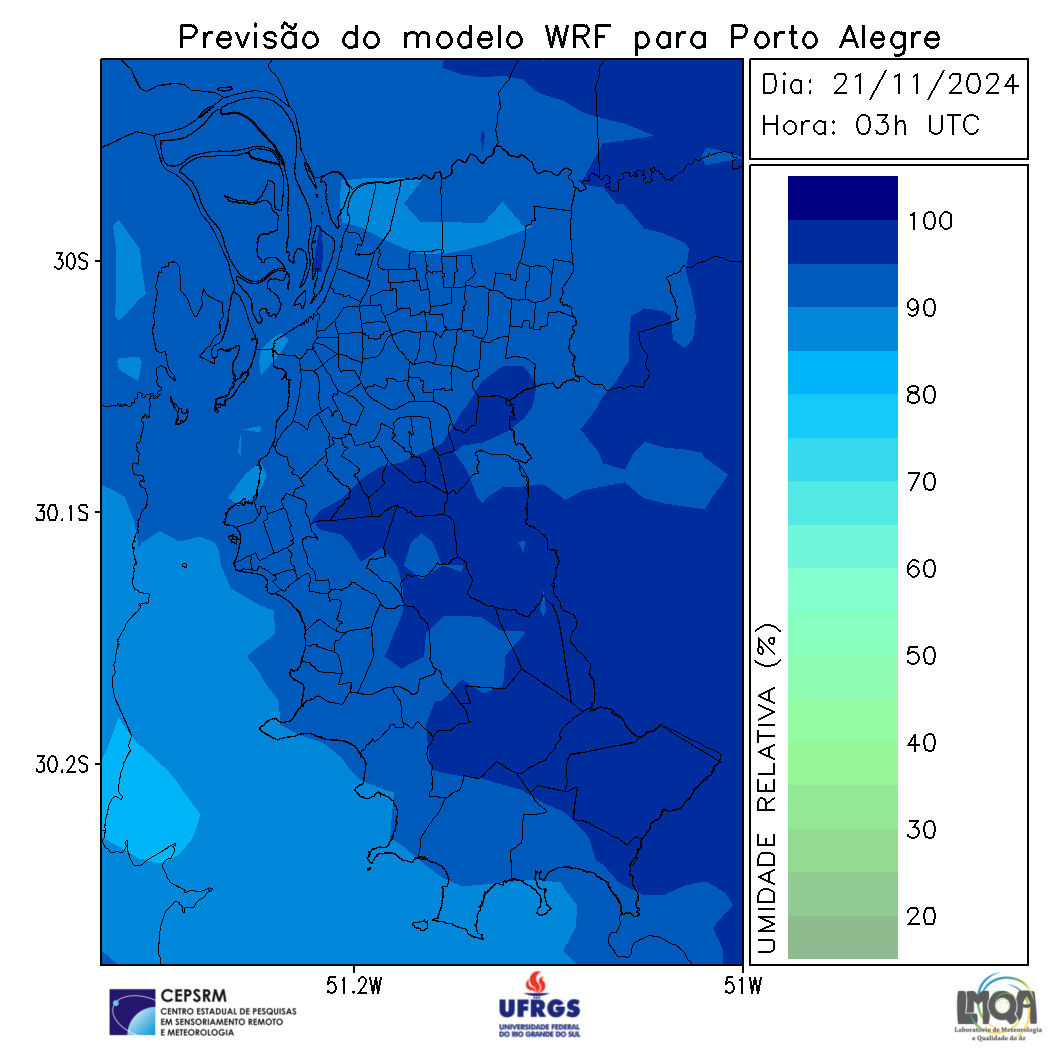 Previsão do modelo WRF para Porto Alegre
Dia: 21/11/2024
Hora: 03h UTC
30S
30.1S
30.2S
51.2W
51W
UMIDADE RELATIVA (%)
100
90
80
70
60
50
40
30
20
CEPSRM
CENTRO ESTADUAL DE PESQUISAS
EM SENSORIAMENTO REMOTO
E METEOROLOGIA
UFRGS
UNIVERSIDADE FEDERAL
DO RIO GRANDE DO SUL
LMQA
Laboratório de Meteorologia
e Qualidade do Ar